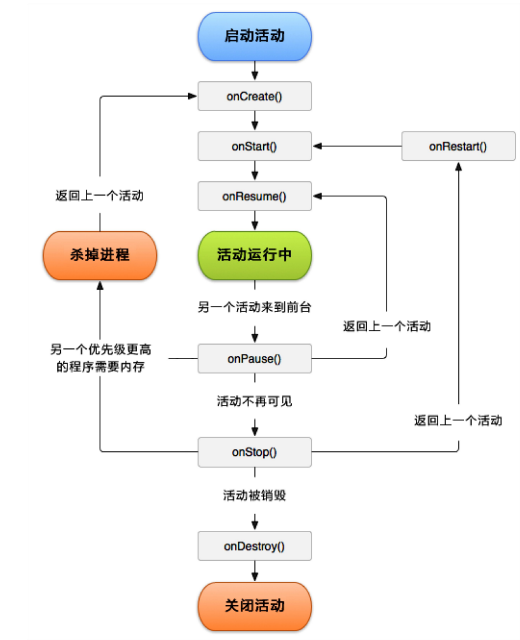 启动活动
onCreate()
onStart()
onRestart()
返回上一个活动
onResume()
杀掉进程
活动运行中
另一个活动来到前台
返回上一个活动
另一个优先级更高
的程序需要内存
onPause()
活动不再可见
返回上一个活动
onStop()
活动被销毁
onDestroy()
关闭活动